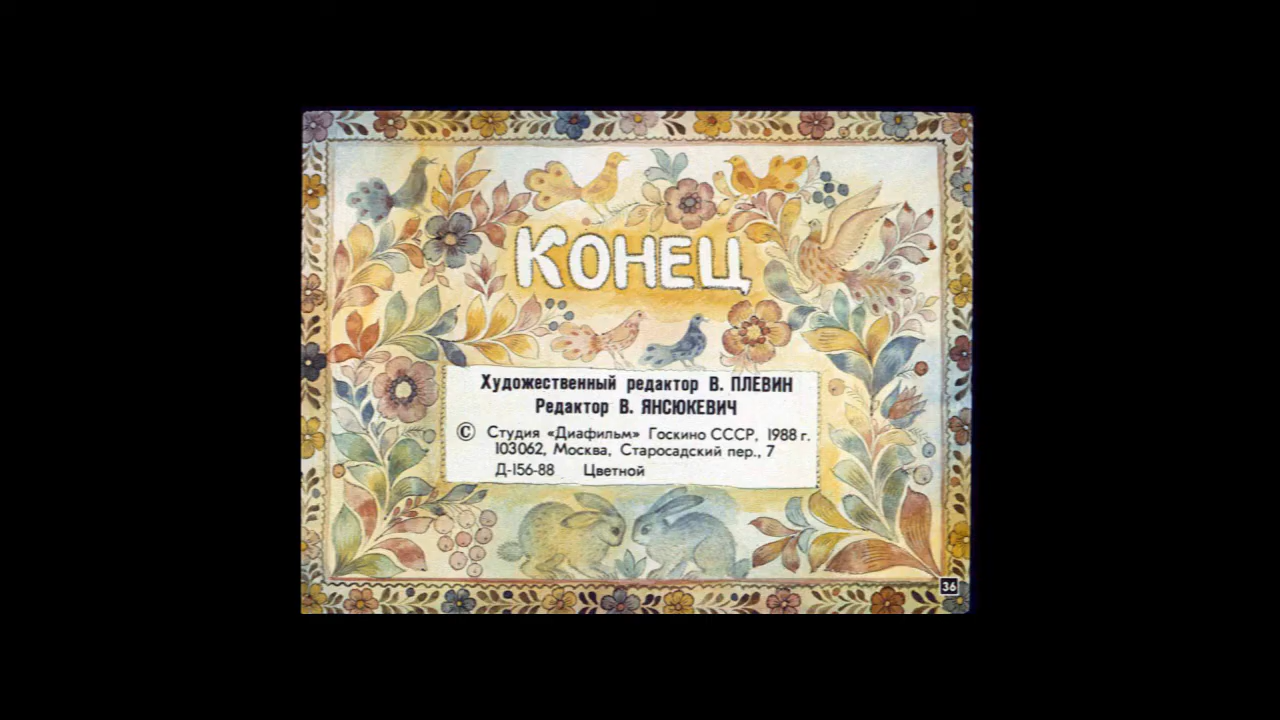 КОНЕЦ
Художественный редактор В. ПЛЕВИН
Редактор В. ЯНСЮКЕВИЧ
© Студия «Диафильм» Госкино СССР, 1988 г.
103062, Москва, Старосадский пер., 7
Д-156-88 Цветной
36